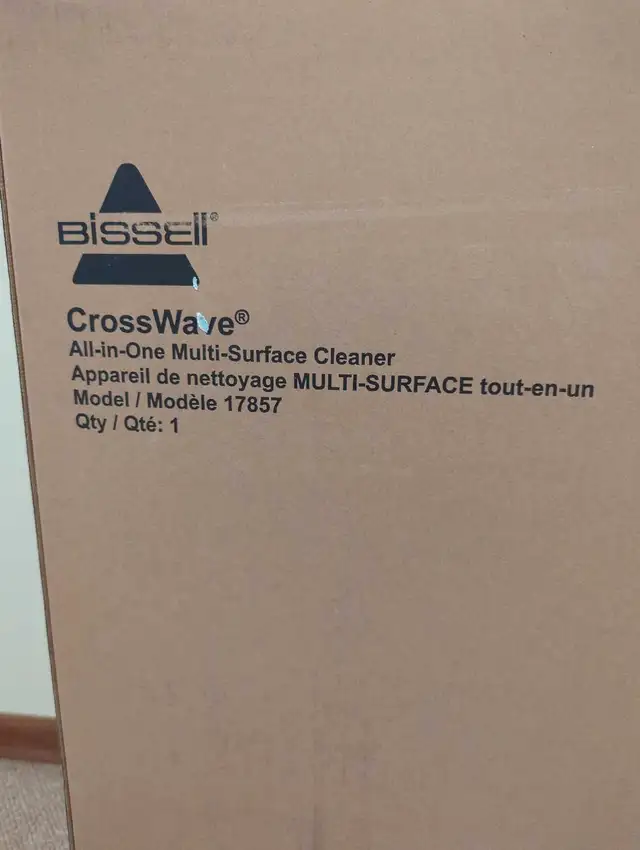 BISSELL®
CrossWave®
All-in-One Multi-Surface Cleaner
Appareil de nettoyage MULTI-SURFACE tout-en-un
Model / Modèle 17857
Qty / Qté: 1